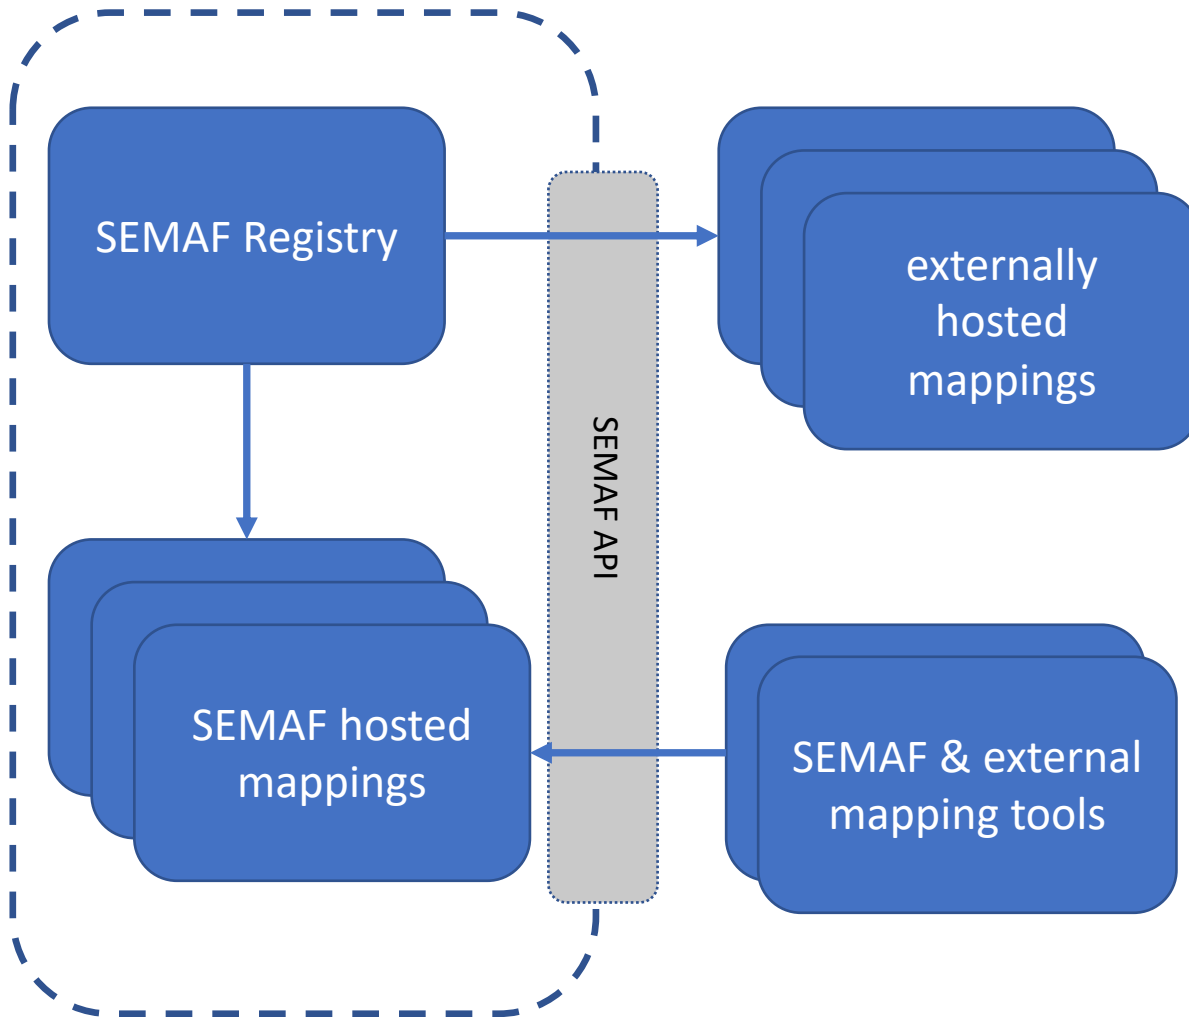 SEMAF Registry
externally
hosted
mappings
SEMAF API
SEMAF hosted
mappings
SEMAF & external
mapping tools